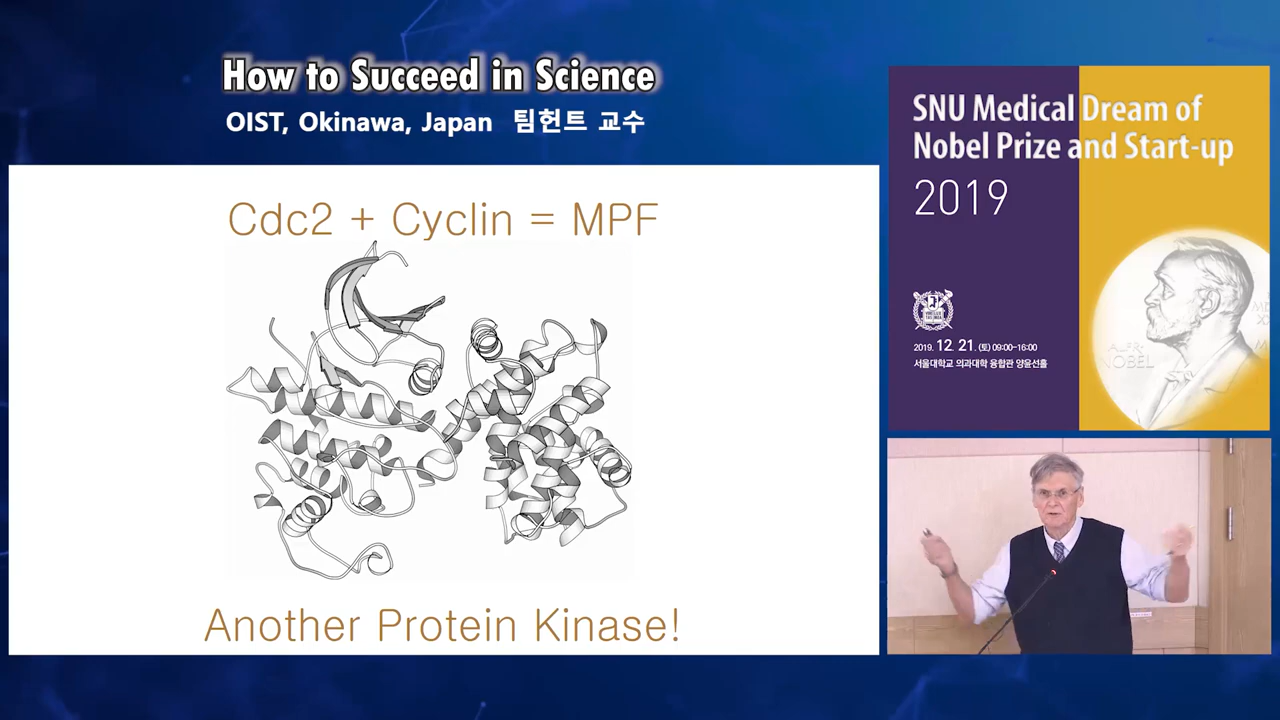 How to Succeed in Science
OIST, Okinawa, Japan 팀헌트 교수
Cdc2 + Cyclin = MPF
Another Protein Kinase!
SNU Medical Dream of
Nobel Prize and Start-up
2019
2019. 12. 21. (토) 09:00-16:00
서울대학교 의과대학 융합관 양윤선홀
ALFR.
NOBEL